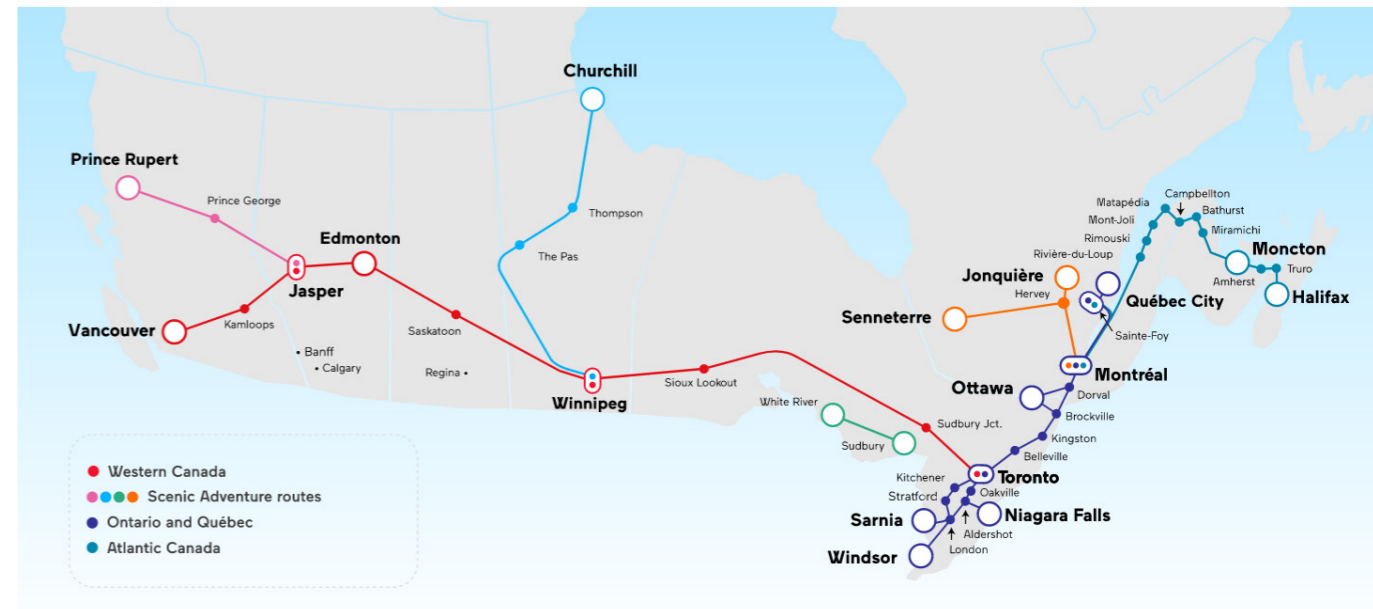 Churchill
Prince Rupert
Prince George
Thompson
Edmonton
The Pas
Jasper
Vancouver
Kamloops
Saskatoon
Banff
Calgary
Regina
Winnipeg
Sioux Lookout
White River
Sudbury
Sudbury Jct.
Campbellton
Matapédia
Bathurst
Mont-Joli
Miramichi
Rimouski
Moncton
Rivière-du-Loup
Jonquière
Amherst
Truro
Hervey
Québec City
Halifax
Senneterre
Sainte-Foy
Montréal
Ottawa
Dorval
Brockville
Kingston
Belleville
Toronto
Kitchener
Oakville
Stratford
Niagara Falls
Sarnia
Aldershot
London
Windsor
Western Canada
Scenic Adventure routes
Ontario and Québec
Atlantic Canada